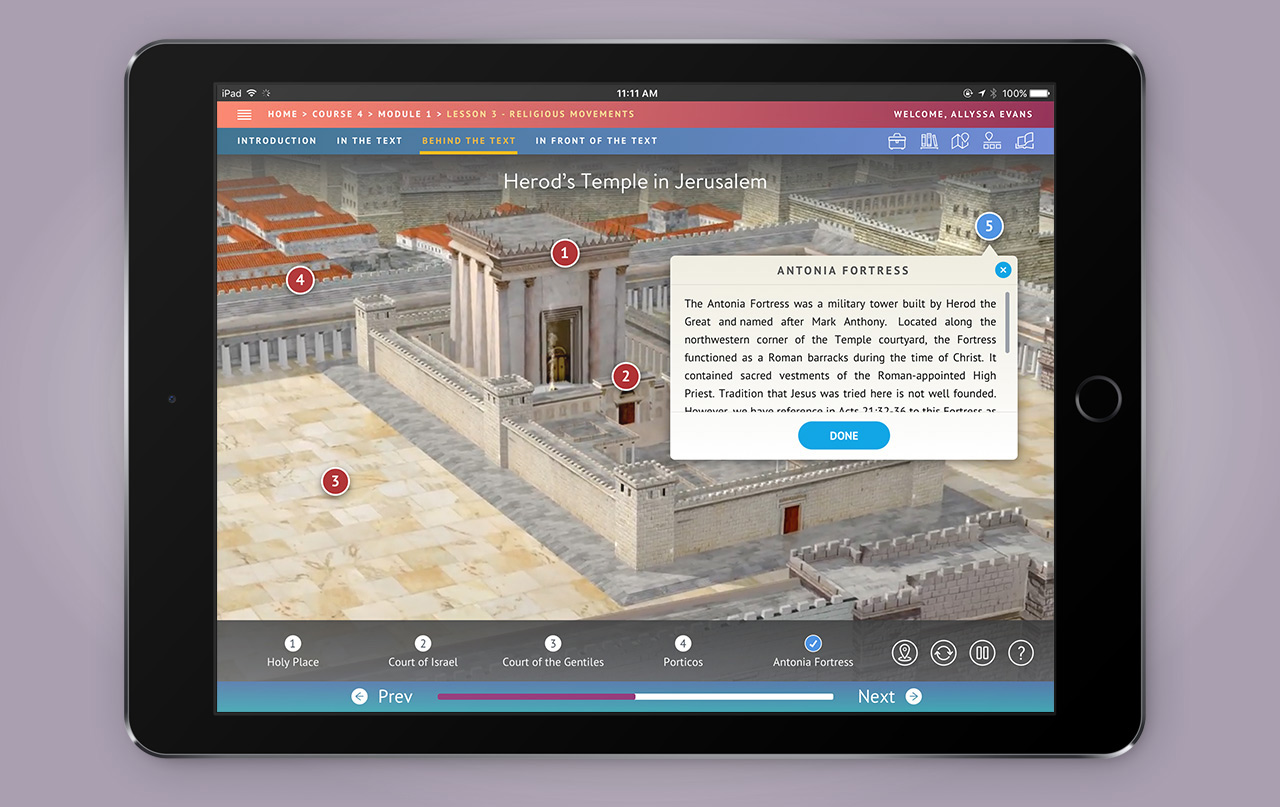 iPad 11:11 AM 100%
HOME > COURSE 4 > MODULE 1 > LESSON 3 - RELIGIOUS MOVEMENTS WELCOME, ALLYSSA EVANS
INTRODUCTION IN THE TEXT BEHIND THE TEXT IN FRONT OF THE TEXT
Herod's Temple in Jerusalem
5
1
4
2
3
ANTONIA FORTRESS
The Antonia Fortress was a military tower built by Herod the
Great and named after Mark Anthony. Located along the
northwestern corner of the Temple courtyard, the Fortress
functioned as a Roman barracks during the time of Christ. It
contained sacred vestments of the Roman-appointed High
Priest. Tradition that Jesus was tried here is not well founded.
However, we have reference in Acts 21:32-36 to this Fortress as
DONE
1 2 3 4
Holy Place Court of Israel Court of the Gentiles Porticos Antonia Fortress ?
Prev Next